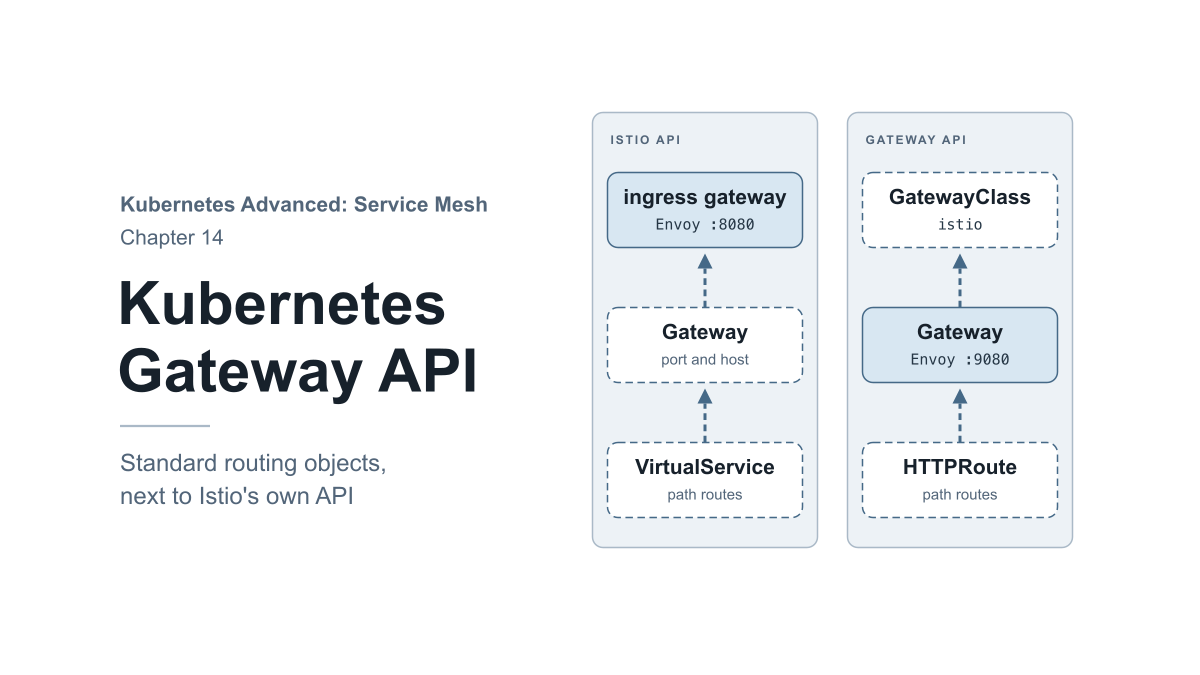 Kubernetes Advanced: Service Mesh
Chapter 14
Kubernetes
Gateway API
Standard routing objects,
next to Istio's own API
ISTIO API
ingress gateway
Envoy :8080
Gateway
port and host
VirtualService
path routes
GATEWAY API
GatewayClass
istio
Gateway
Envoy :9080
HTTPRoute
path routes